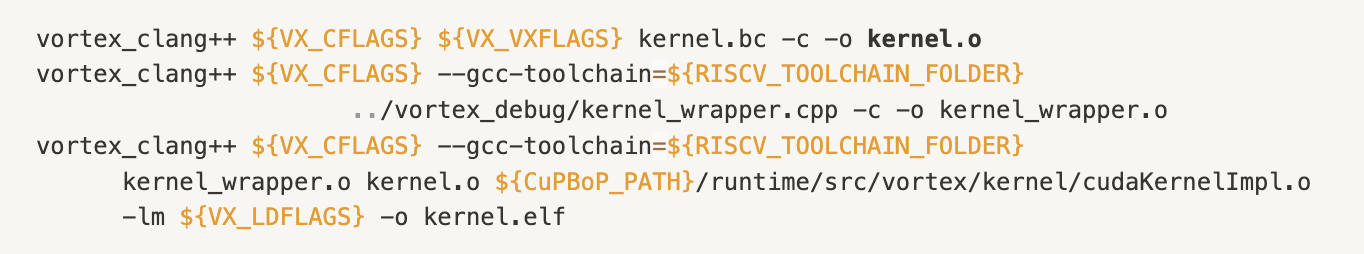 vortex_clang++ ${VX_CFLAGS} ${VX_VXFLAGS} kernel.bc -c -o kernel.o
vortex_clang++ ${VX_CFLAGS} --gcc-toolchain=${RISCV_TOOLCHAIN_FOLDER}
../vortex_debug/kernel_wrapper.cpp -c -o kernel_wrapper.o
vortex_clang++ ${VX_CFLAGS} --gcc-toolchain=${RISCV_TOOLCHAIN_FOLDER}
kernel_wrapper.o kernel.o ${CuPBoP_PATH}/runtime/src/vortex/kernel/cudaKernelImpl.o
-lm ${VX_LDFLAGS} -o kernel.elf